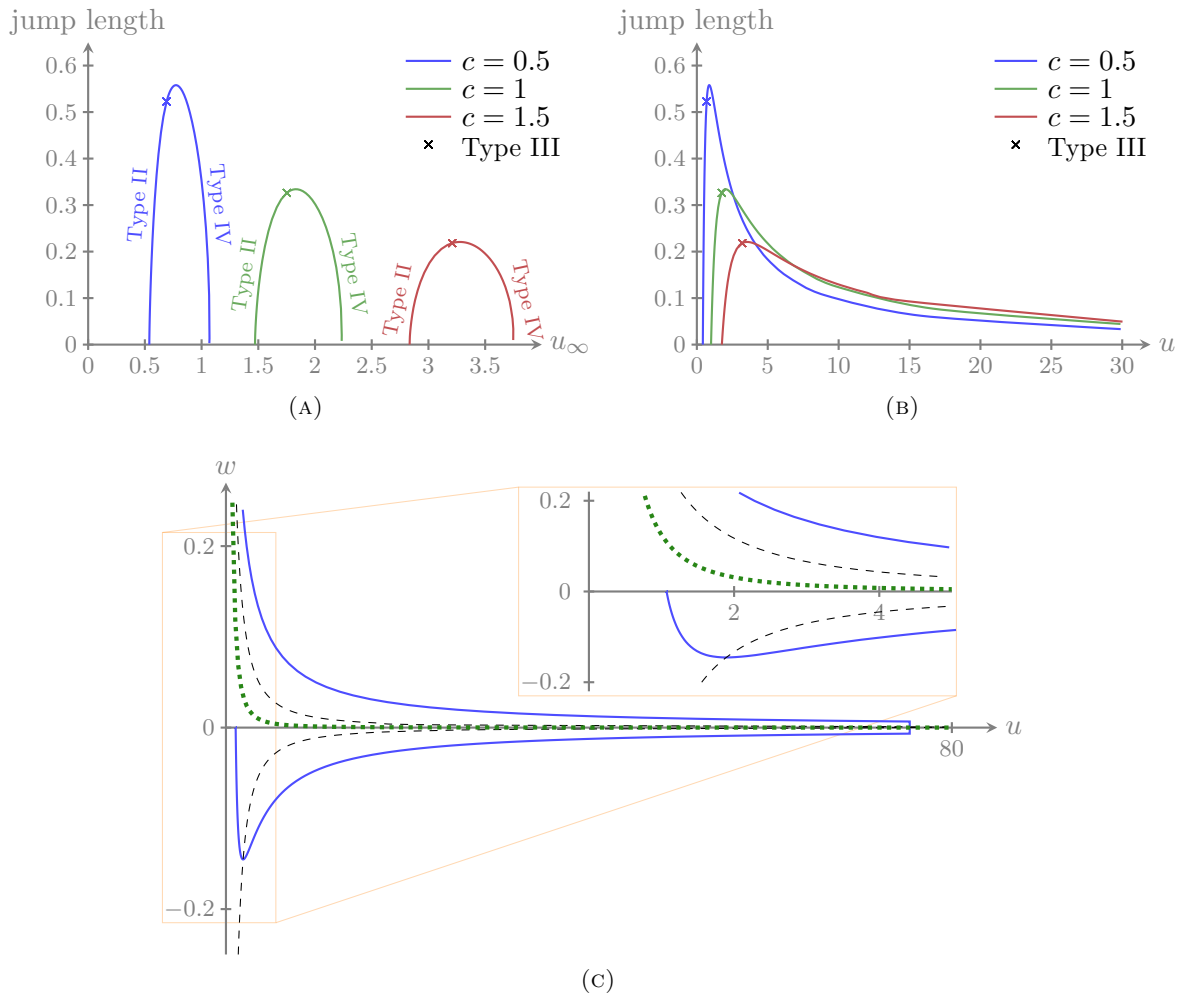 jump length
0.6
0.5
0.4
0.3
0.2
0.1
0
0 0.5 1 1.5 2 2.5 3 3.5
u∞
c = 0.5
c = 1
c = 1.5
Type III
Type II
Type IV
Type II
Type IV
Type II
Type IV
(A)
jump length
0.6
0.5
0.4
0.3
0.2
0.1
0
0 5 10 15 20 25 30
u
c = 0.5
c = 1
c = 1.5
Type III
(B)
w
0.2
0
−0.2
80
u
0.2
0
−0.2
2 4
(C)